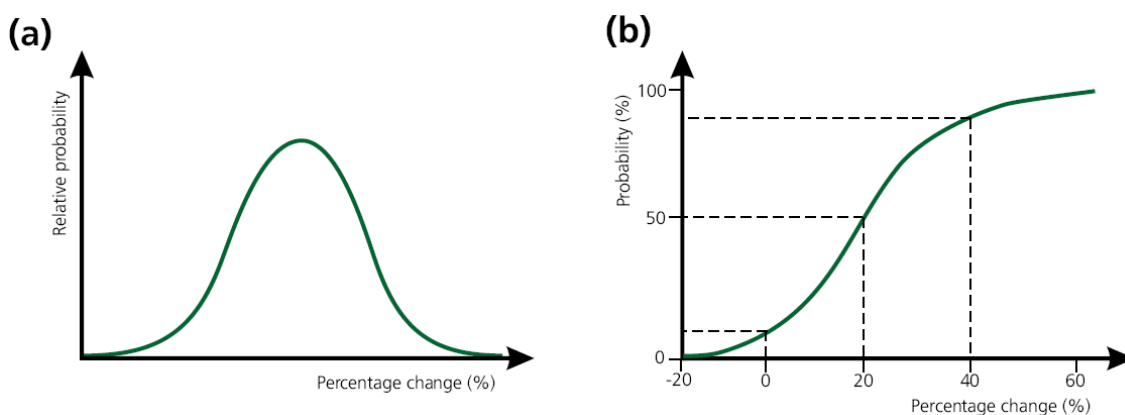 (a)
Relative probability
Percentage change (%)
(b)
Probability (%)
100
50
0
-20
0
20
40
60
Percentage change (%)